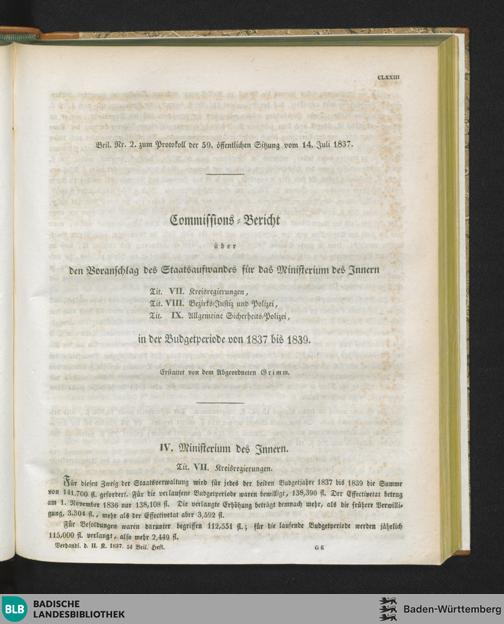 CLXXIII
Beil. Nr. 2. zum Protokoll der 59. öffentlichen Sitzung vom 14. Juli 1837.
Commissions-Bericht
über
den Voranschlag des Staatsaufwandes für das Ministerium des Innern
Tit. VII. Kreisregierungen,
Tit. VIII. Bezirks-Justiz und Polizei,
Tit. IX. Allgemeine Sicherheits-Polizei,
in der Budgetperiode von 1837 bis 1839.
Erstattet von dem Abgeordneten Grimm.
IV. Ministerium des Innern.
Tit. VII. Kreisregierungen.
Für diesen Zweig der Staatsverwaltung wird für jedes der beiden Budgetjahre 1837 bis 1839 die Summe
von 141,700 fl. gefordert. Für die verlaufene Budgetperiode waren bewilligt, 138,396 fl. Der Effectivetat betrug
am 1. November 1836 nur 138,108 fl. Die verlangte Erhöhung beträgt demnach mehr, als die frühere Verwilli-
gung, 3,304 fl., mehr als der Effectivetat aber 3,592 fl.
Für Besoldungen waren darunter begriffen 112,551 fl.; für die laufende Budgetperiode werden jährlich
115,000 fl. verlangt, also mehr 2,449 fl.
Verhandl. d. II. K. 1837. 5s Beil. Heft. G g
BLB BADISCHE
LANDESBIBLIOTHEK
Baden-Württemberg